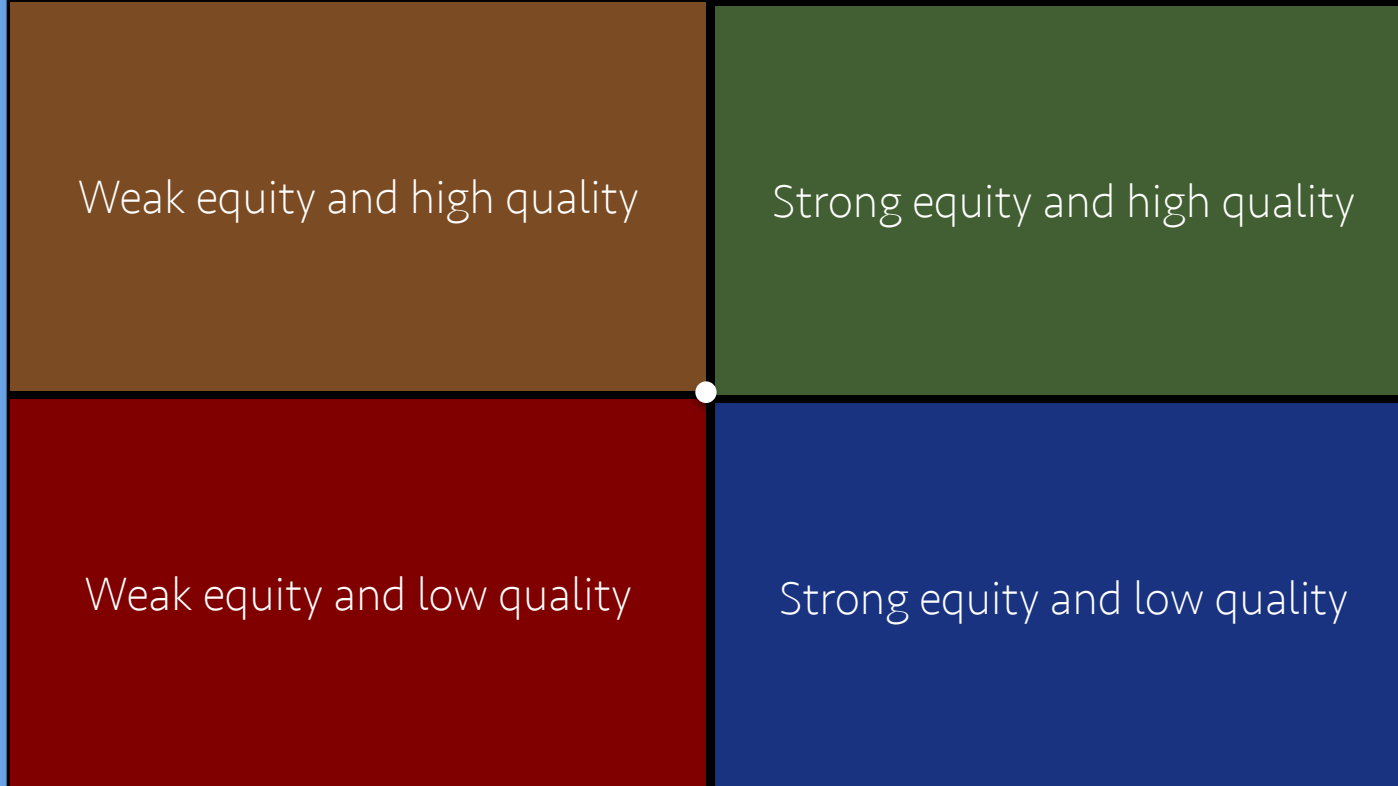 Weak equity and high quality
Strong equity and high quality
Weak equity and low quality
Strong equity and low quality